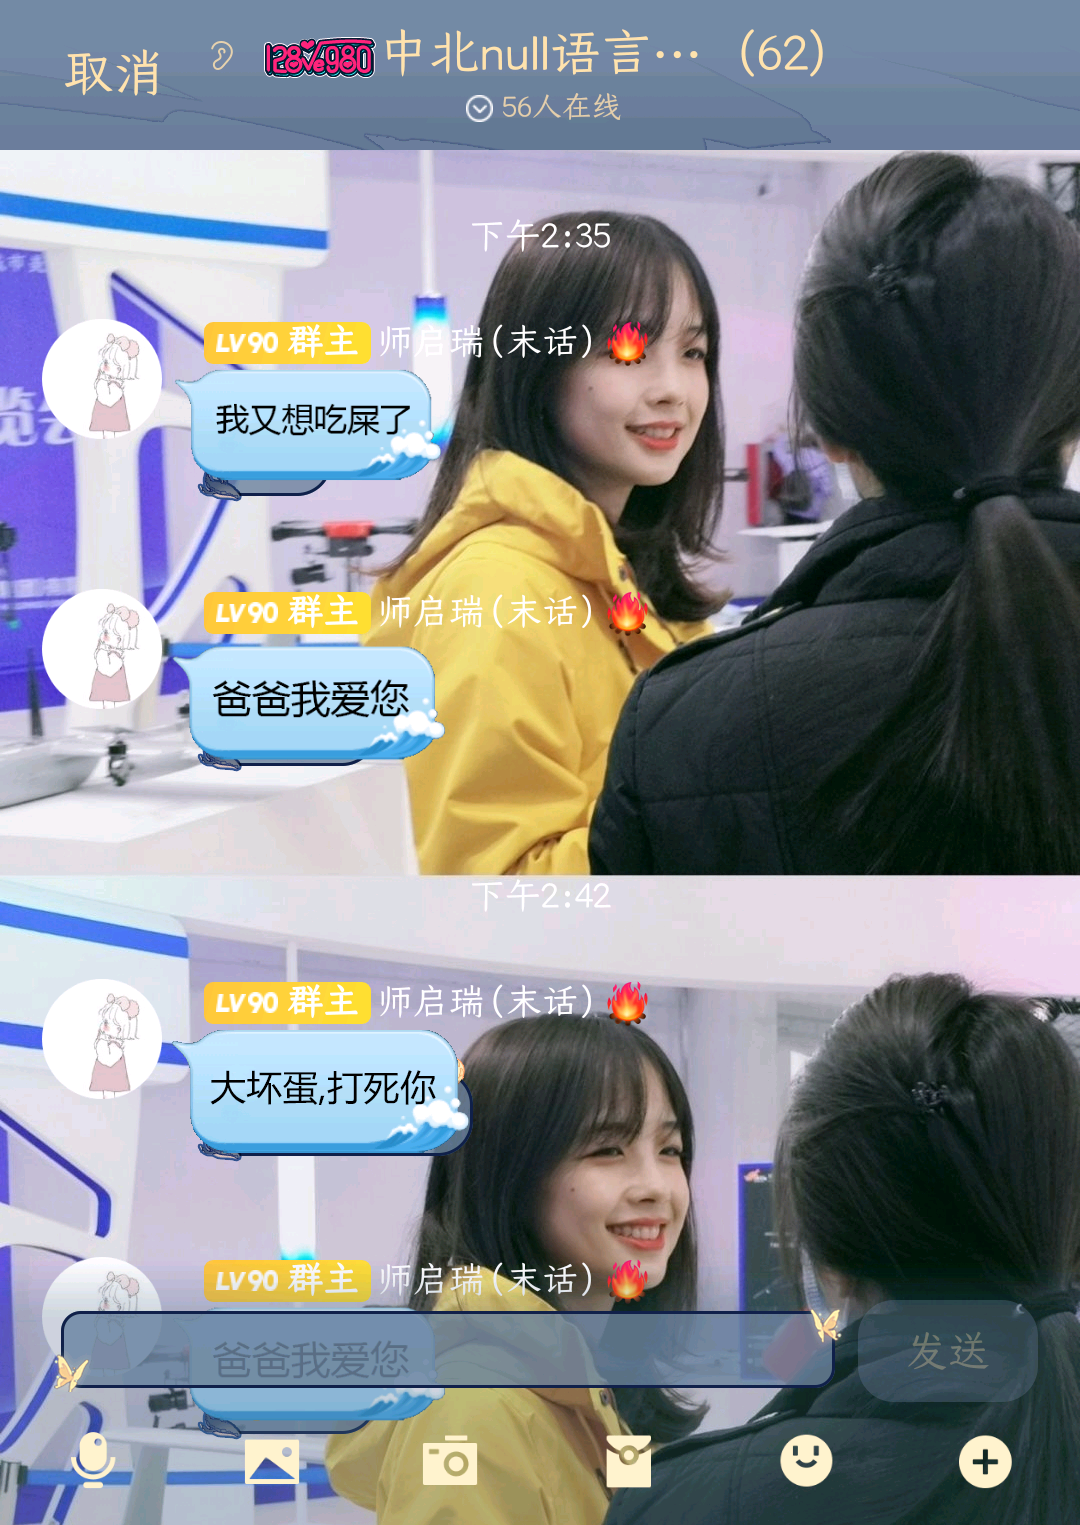 取消
128♥980 中北null语言… (62)
56人在线
下午2:35
LV90 群主 师启瑞(末话)🔥
我又想吃屎了
LV90 群主 师启瑞(末话)🔥
爸爸我爱您
下午2:42
LV90 群主 师启瑞(末话)🔥
大坏蛋,打死你
LV90 群主 师启瑞(末话)🔥
爸爸我爱您
发送